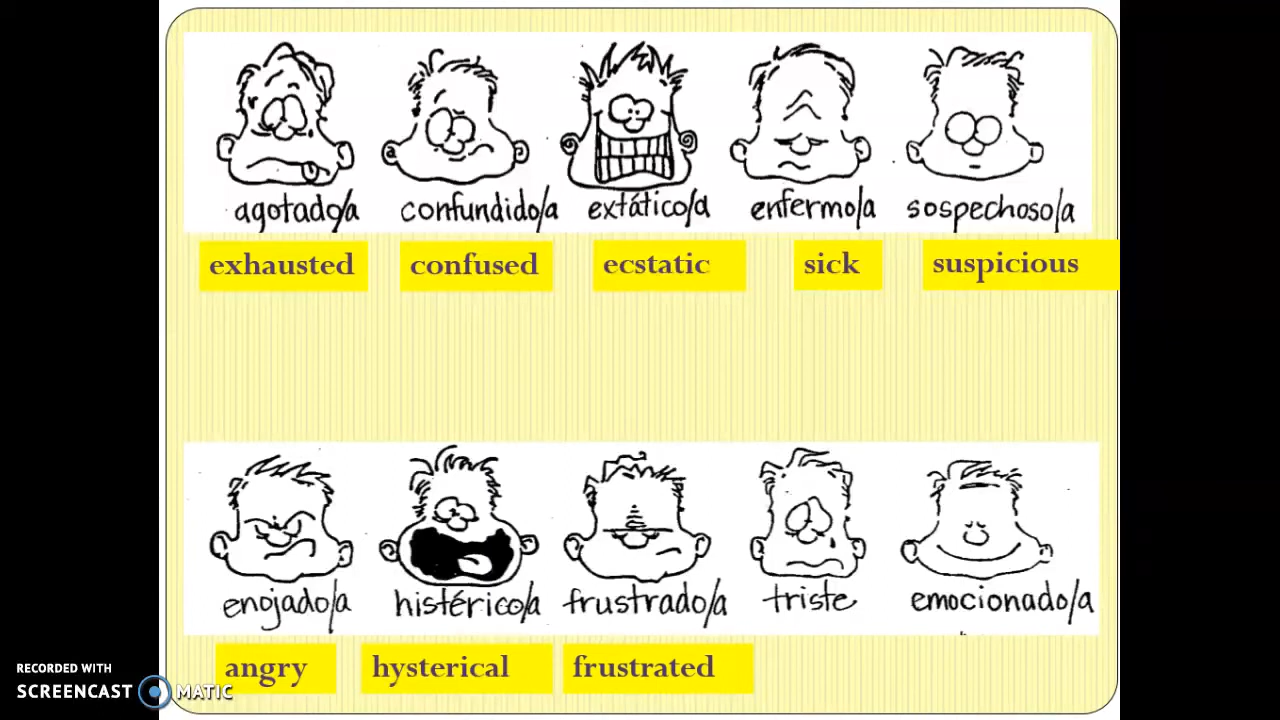 agotado/a confundido/a extático/a enfermo/a sospechoso/a
exhausted confused ecstatic sick suspicious
enojado/a histérico/a frustrado/a triste emocionado/a
angry hysterical frustrated
RECORDED WITH
SCREENCAST MATIC